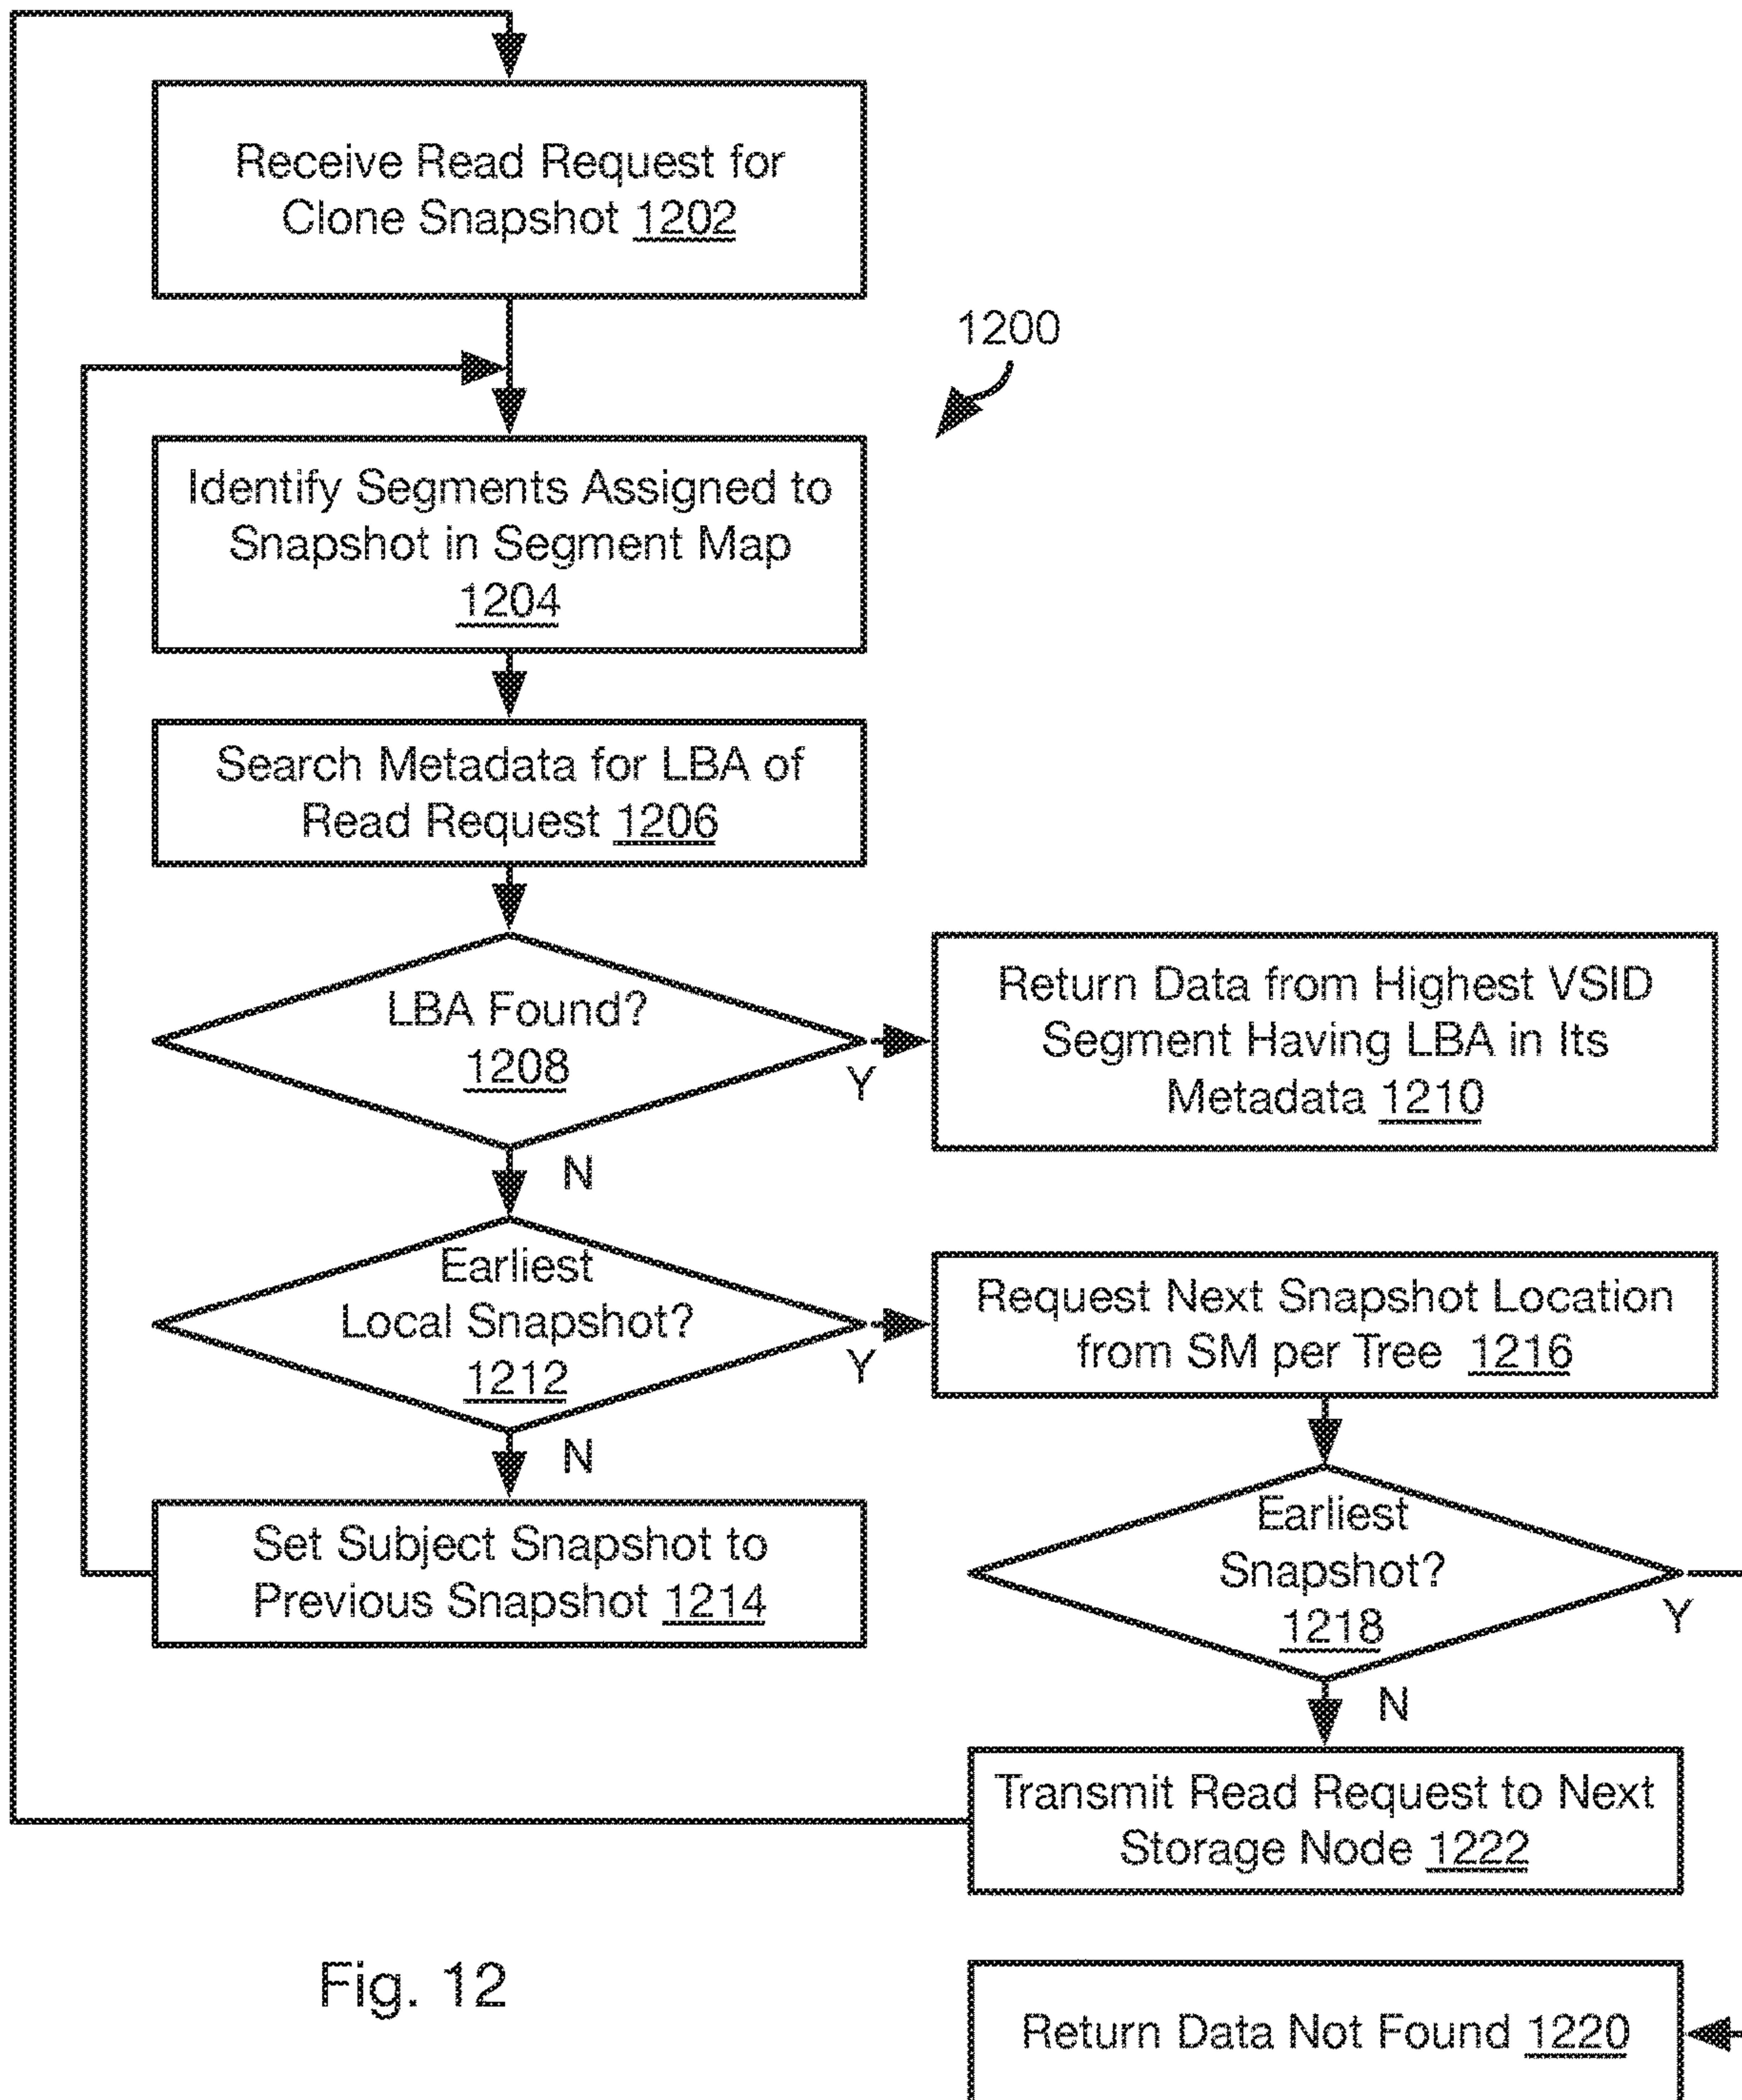 Receive Read Request for
Clone Snapshot 1202
1200
Identify Segments Assigned to
Snapshot in Segment Map
1204
Search Metadata for LBA of
Read Request 1206
LBA Found?
1208
Y
N
Return Data from Highest VSID
Segment Having LBA in Its
Metadata 1210
Earliest
Local Snapshot?
1212
Y
N
Request Next Snapshot Location
from SM per Tree 1216
Set Subject Snapshot to
Previous Snapshot 1214
Earliest
Snapshot?
1218
Y
N
Transmit Read Request to Next
Storage Node 1222
Return Data Not Found 1220
Fig. 12